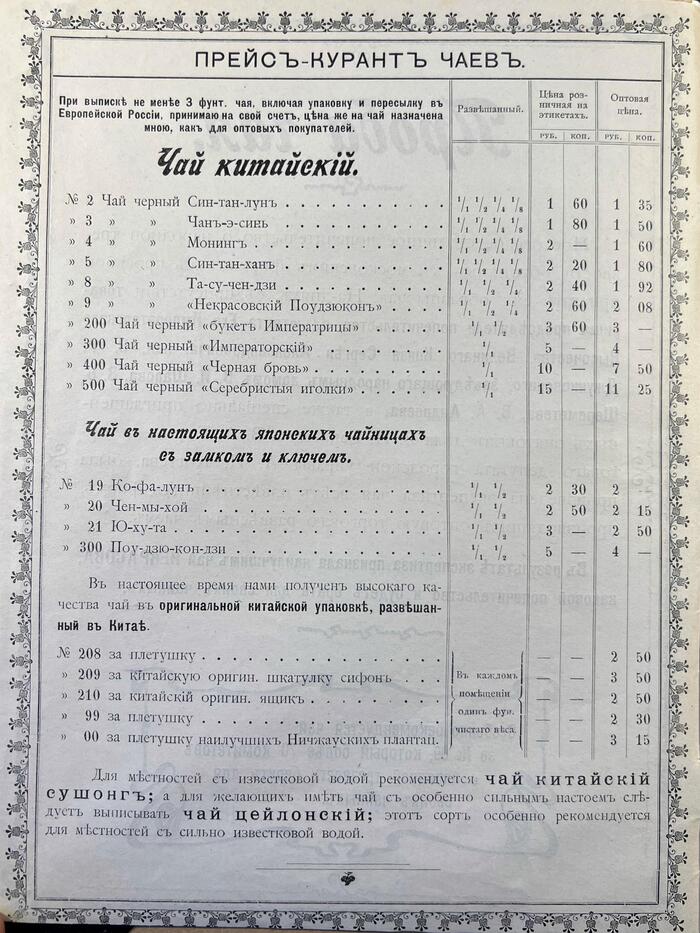 ПРЕЙСЪ-КУРАНТЪ ЧАЕВЪ.
При выпискѣ не менѣе 3 фунт. чая, включая упаковку и пересылку въ
Европейской Россіи, принимаю на свой счетъ, цѣна же на чай назначена
мною, какъ для оптовыхъ покупателей.
Развѣшанный. Цѣна розничная на этикетахъ. Оптовая цѣна.
РУБ. КОП. РУБ. КОП.
Чай китайскій.
№ 2 Чай черный Син-тан-лунъ 1/1 1/2 1/4 1/8 1 60 1 35
» 3 » » Чанъ-э-синь 1/1 1/2 1/4 1/8 1 80 1 50
» 4 » » Монингъ 1/1 1/2 1/4 1/8 2 — 1 60
» 5 » » Син-тан-ханъ 1/1 1/2 1/4 1/8 2 20 1 80
» 8 » » Та-су-чен-дзи 1/1 1/2 1/4 2 40 1 92
» 9 » » «Некрасовскій Поудзюконъ» 1/1 1/2 1/4 2 60 2 08
» 200 Чай черный «букетъ Императрицы» 1/1 1/2 3 60 3 —
» 300 Чай черный «Императорскій» 1/1 5 — 4
» 400 Чай черный «Черная бровь» 1/1 10 — 7 50
» 500 Чай черный «Серебристыя иголки» 1/1 15 — 11 25
Чай въ настоящихъ японскихъ чайницахъ
съ замкомъ и ключемъ.
№ 19 Ко-фа-лунъ 1/1 1/2 2 30 2
» 20 Чен-мы-хой 1/1 1/2 2 50 2 15
» 21 Ю-ху-та 1/1 1/2 3 — 2 50
» 300 Поу-дзю-кон-дзи 1/1 1/2 5 — 4 —
Въ настоящее время нами полученъ высокаго ка-
чества чай въ оригинальной китайской упаковкѣ, развѣшан-
ный въ Китаѣ.
№ 208 за плетушку — — 2 50
» 209 за китайскую оригин. шкатулку сифонъ Въ каждомъ — — 3 50
» 210 за китайскій оригин. ящикъ помѣщеніи — — 2 50
» 99 за плетушку одинъ фун. — — 2 30
» 00 за плетушку наилучшихъ Ничжаускихъ плантац. чистаго вѣса. — — 3 15
Для мѣстностей съ известковой водой рекомендуется чай китайскій
сушонгъ; а для желающихъ имѣть чай съ особенно сильнымъ настоемъ слѣ-
дуетъ выписывать чай цейлонскій; этотъ сортъ особенно рекомендуется
для мѣстностей съ сильно известковой водой.